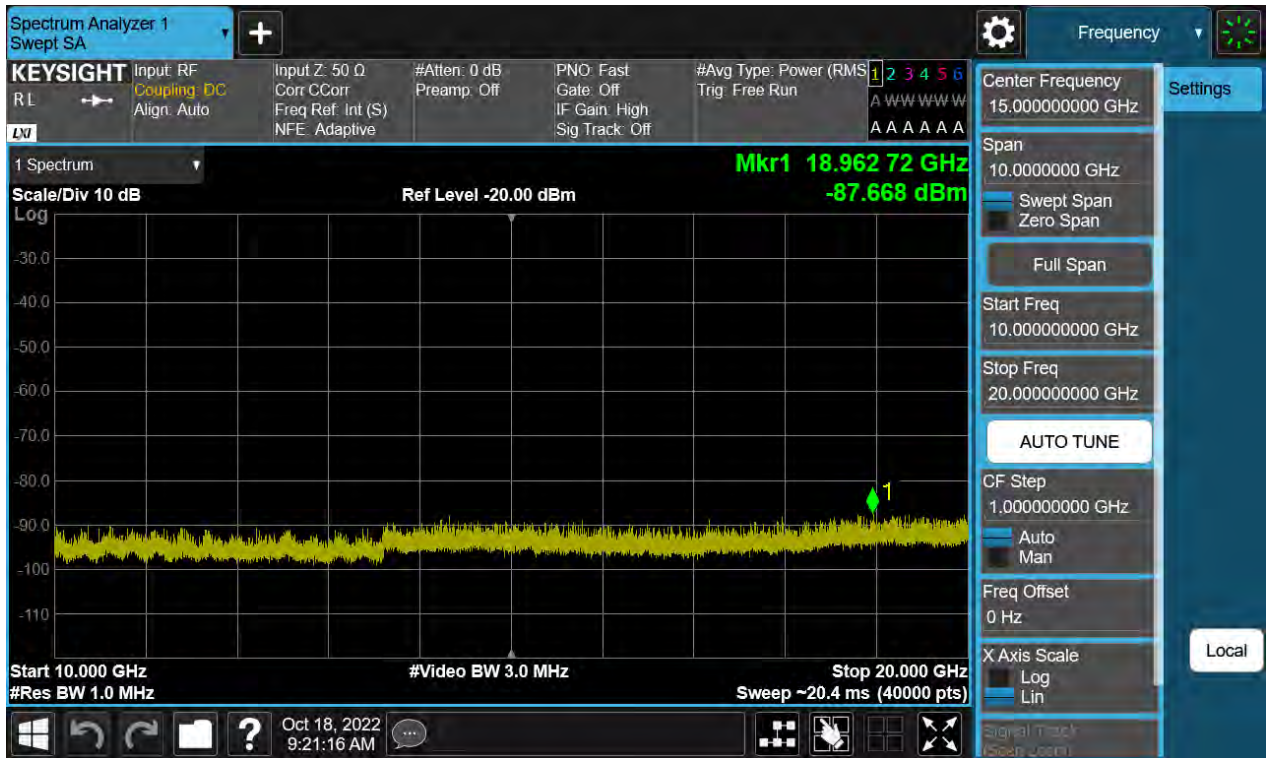 Spectrum Analyzer 1
Swept SA
Frequency
KEYSIGHT
RL
LXI
Input: RF
Coupling: DC
Align: Auto
Input Z: 50 Ω
Corr CCorr
Freq Ref: Int (S)
NFE: Adaptive
#Atten: 0 dB
Preamp: Off
PNO: Fast
Gate: Off
IF Gain: High
Sig Track: Off
#Avg Type: Power (RMS
Trig: Free Run
1 2 3 4 5 6
A W W W W W
A A A A A A
1 Spectrum
Scale/Div 10 dB
Ref Level -20.00 dBm
Mkr1 18.962 72 GHz
-87.668 dBm
Log
-30.0
-40.0
-50.0
-60.0
-70.0
-80.0
-90.0
-100
-110
1
Start 10.000 GHz
#Res BW 1.0 MHz
#Video BW 3.0 MHz
Stop 20.000 GHz
Sweep ~20.4 ms (40000 pts)
Oct 18, 2022
9:21:16 AM
Center Frequency
15.000000000 GHz
Span
10.0000000 GHz
Swept Span
Zero Span
Full Span
Start Freq
10.000000000 GHz
Stop Freq
20.000000000 GHz
AUTO TUNE
CF Step
1.000000000 GHz
Auto
Man
Freq Offset
0 Hz
X Axis Scale
Log
Lin
Signal Track
(Span Zoom)
Settings
Local